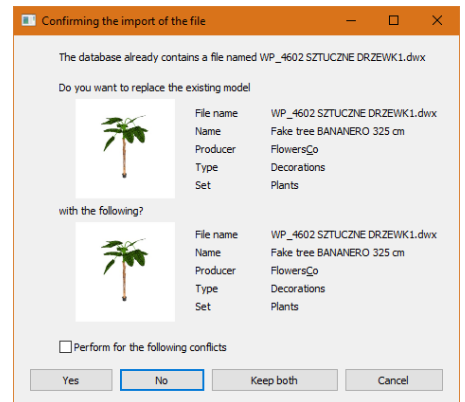 Confirming the import of the file
The database already contains a file named WP_4602 SZTUCZNE DRZEWK1.dwx
Do you want to replace the existing model
File name WP_4602 SZTUCZNE DRZEWK1.dwx
Name Fake tree BANANERO 325 cm
Producer FlowersCo
Type Decorations
Set Plants
with the following?
File name WP_4602 SZTUCZNE DRZEWK1.dwx
Name Fake tree BANANERO 325 cm
Producer FlowersCo
Type Decorations
Set Plants
Perform for the following conflicts
Yes No Keep both Cancel